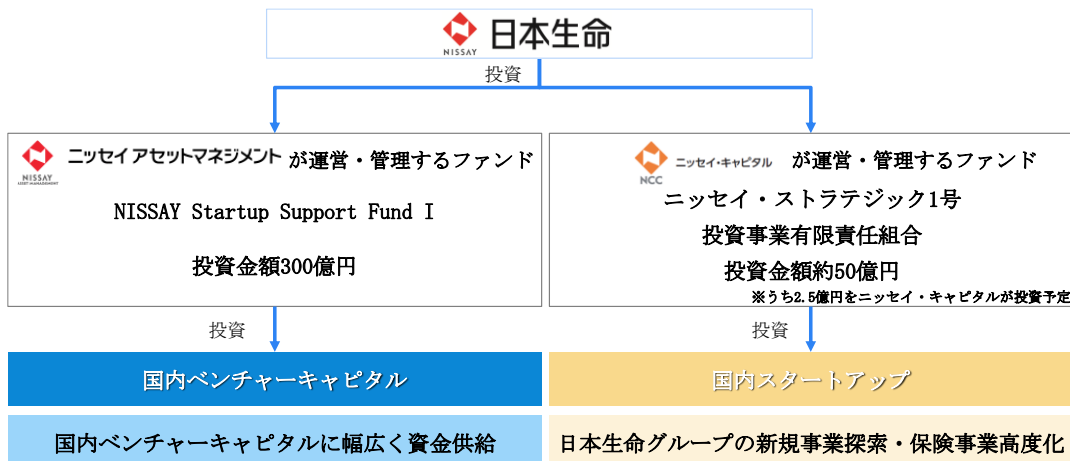 NISSAY 日本生命
投資
NISSAY ASSET MANAGEMENT ニッセイアセットマネジメント が運営・管理するファンド
NISSAY Startup Support Fund I
投資金額300億円
NCC ニッセイ・キャピタル が運営・管理するファンド
ニッセイ・ストラテジック1号
投資事業有限責任組合
投資金額約50億円
※うち2.5億円をニッセイ・キャピタルが投資予定
投資
投資
国内ベンチャーキャピタル
国内スタートアップ
国内ベンチャーキャピタルに幅広く資金供給
日本生命グループの新規事業探索・保険事業高度化